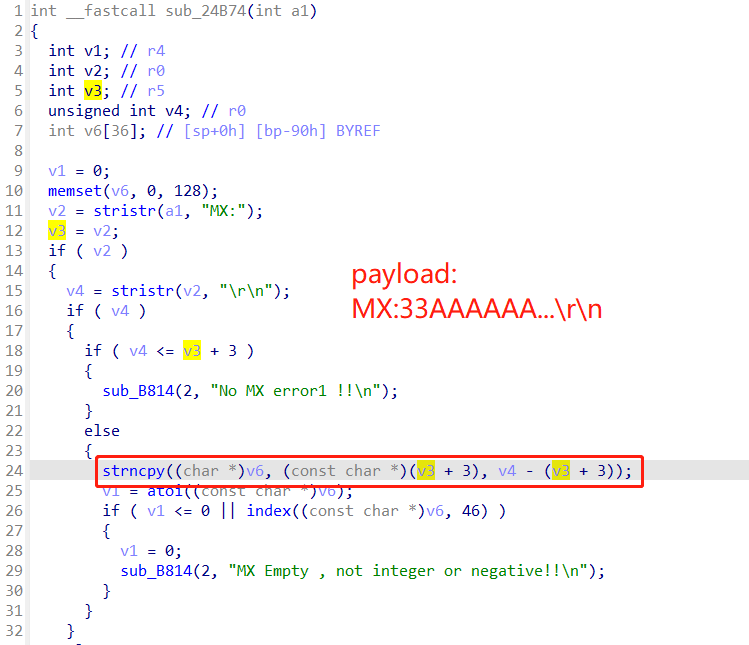 1 int __fastcall sub_24B74(int a1)
2 {
3 int v1; // r4
4 int v2; // r0
5 int v3; // r5
6 unsigned int v4; // r0
7 int v6[36]; // [sp+0h] [bp-90h] BYREF
8
9 v1 = 0;
10 memset(v6, 0, 128);
11 v2 = stristr(a1, "MX:");
12 v3 = v2;
13 if ( v2 )
14 {
15 v4 = stristr(v2, "\r\n");
16 if ( v4 )
17 {
18 if ( v4 <= v3 + 3 )
19 {
20 sub_B814(2, "No MX error1 !!\n");
21 }
22 else
23 {
24 strncpy((char *)v6, (const char *)(v3 + 3), v4 - (v3 + 3));
25 v1 = atoi((const char *)v6);
26 if ( v1 <= 0 || index((const char *)v6, 46) )
27 {
28 v1 = 0;
29 sub_B814(2, "MX Empty , not integer or negative!!\n");
30 }
31 }
32 }
payload:
MX:33AAAAAA...\r\n